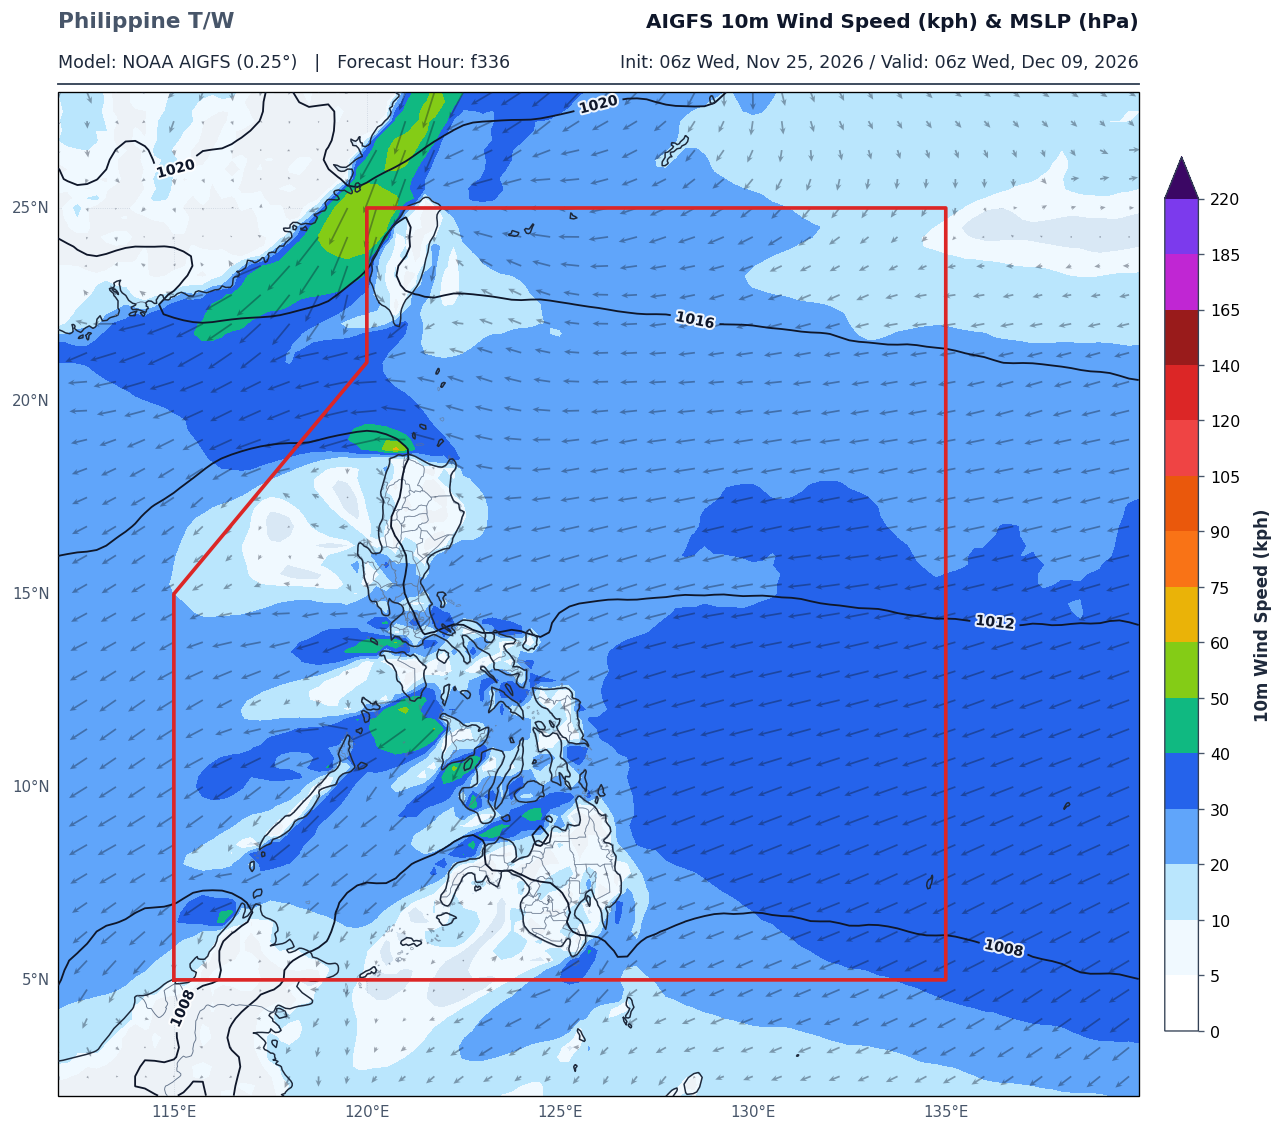 Philippine T/W
AIGFS 10m Wind Speed (kph) & MSLP (hPa)
Model: NOAA AIGFS (0.25°)   |   Forecast Hour: f336
Init: 06z Wed, Nov 25, 2026 / Valid: 06z Wed, Dec 09, 2026
1020
1020
25°N
1016
20°N
15°N
1012
10°N
1008
5°N
1008
115°E
120°E
125°E
130°E
135°E
220
185
165
140
120
105
90
75
60
50
40
30
20
10
5
0
10m Wind Speed (kph)